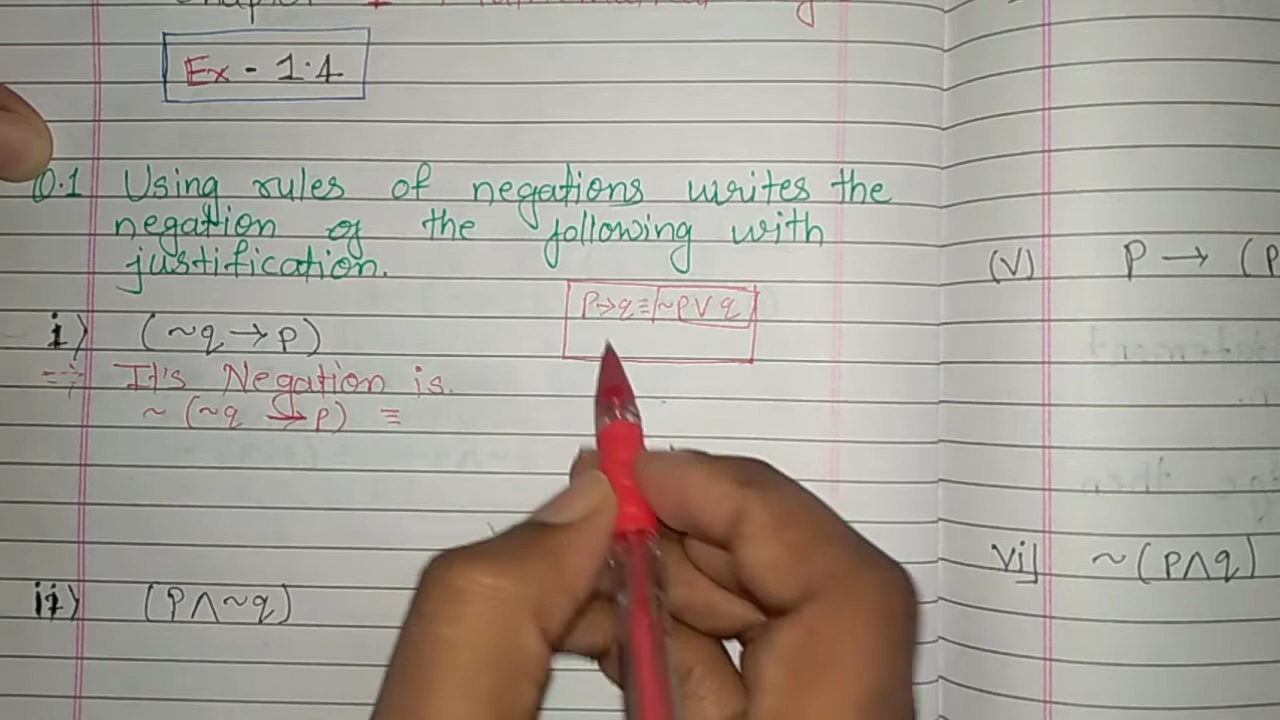 Ex - 1.4
Q.1 Using rules of negations writes the
negation of the following with
justification.
p→q≡~p∨q
i) (~q→p)
⇒ It's Negation is.
~(~q→p) ≡
ii) (p∧~q)
(v) p→(p
vi) ~(p∧q)